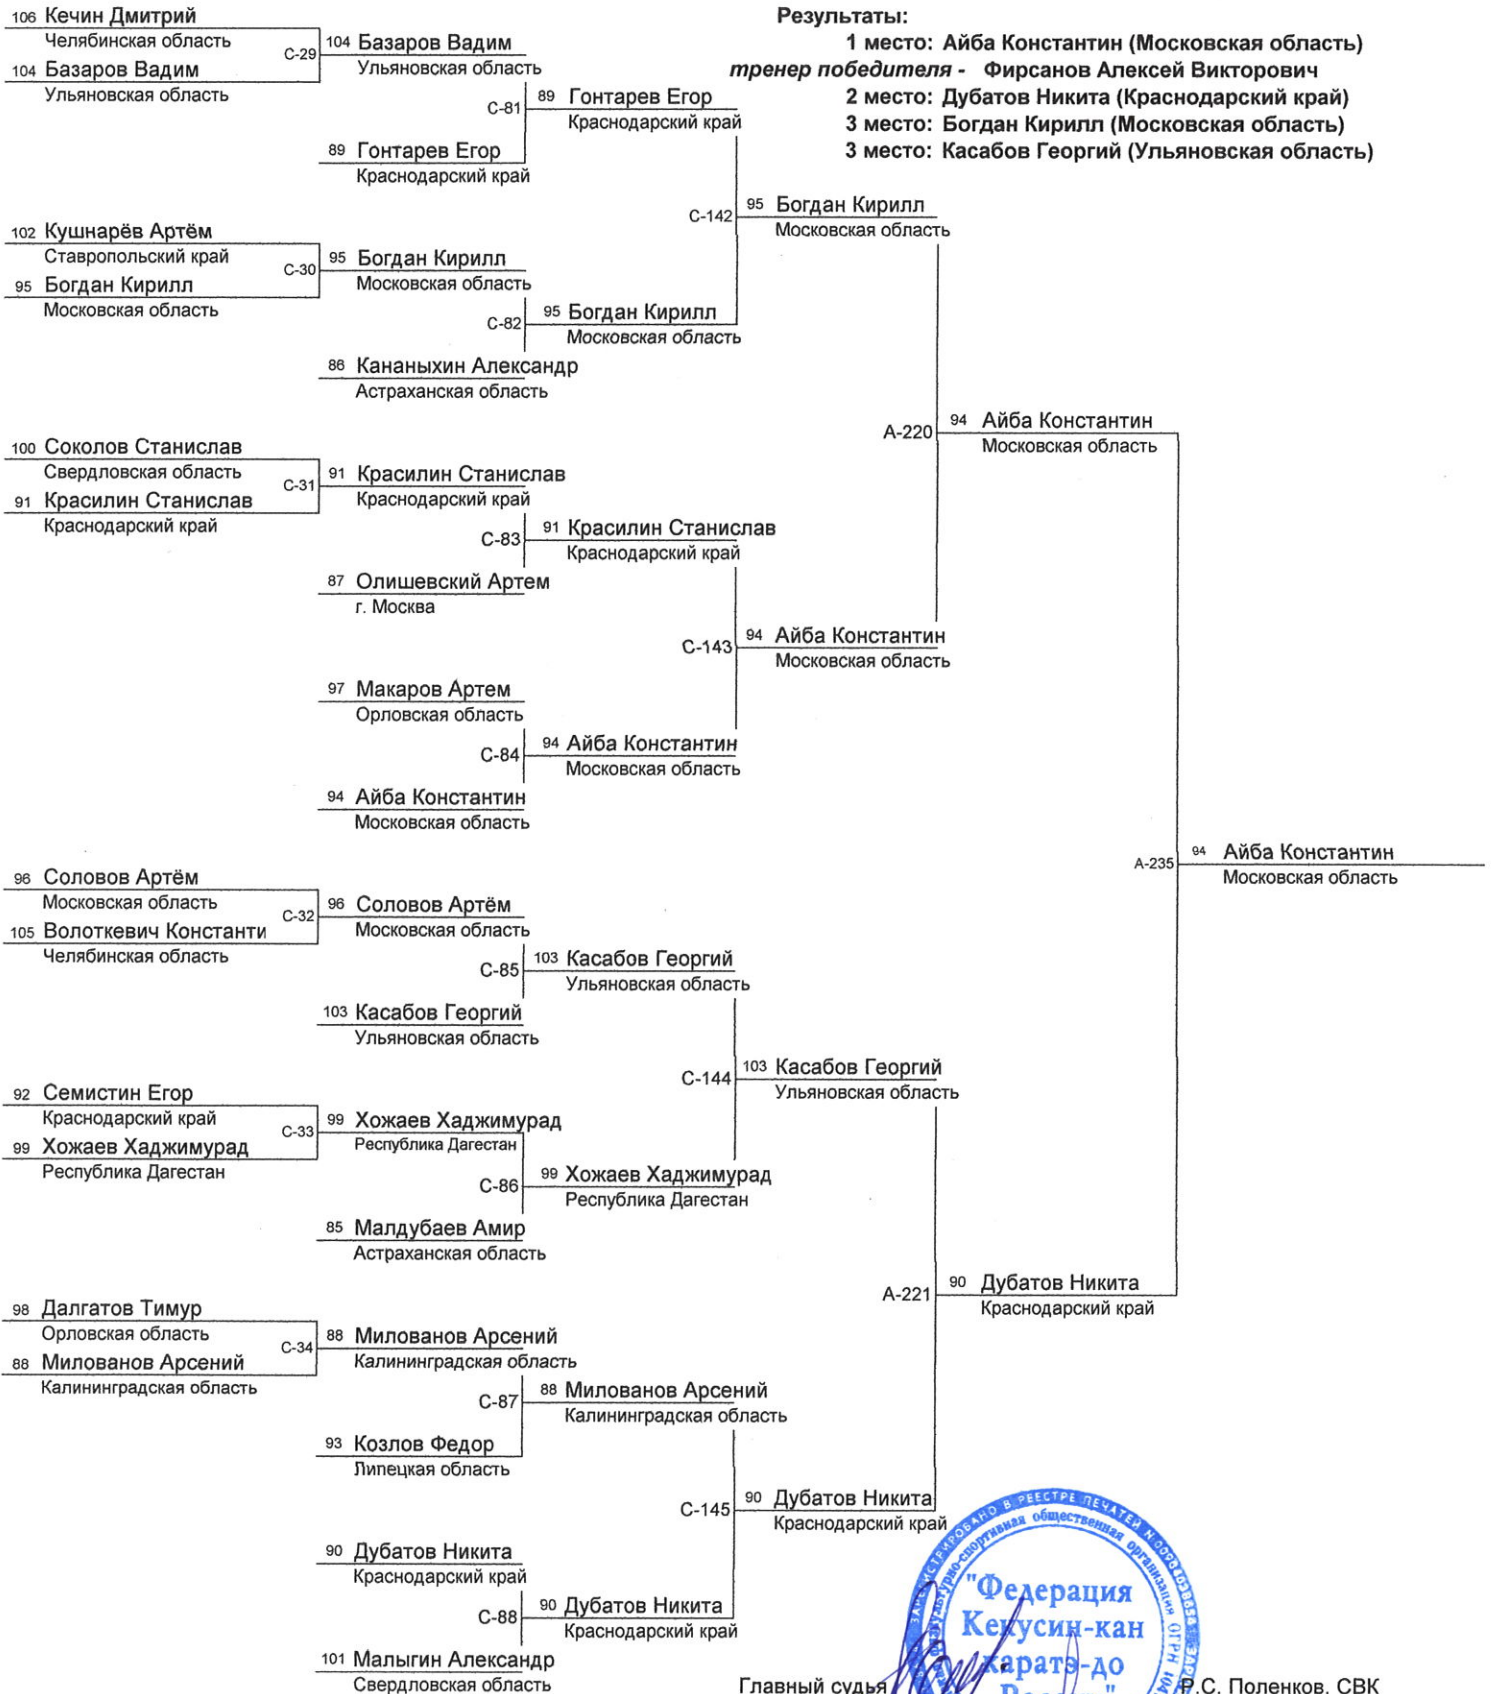 Результаты:
1 место: Айба Константин (Московская область)
тренер победителя - Фирсанов Алексей Викторович
2 место: Дубатов Никита (Краснодарский край)
3 место: Богдан Кирилл (Московская область)
3 место: Касабов Георгий (Ульяновская область)
106 Кечин Дмитрий
Челябинская область
С-29
104 Базаров Вадим
Ульяновская область
104 Базаров Вадим
Ульяновская область
С-81
89 Гонтарев Егор
Краснодарский край
89 Гонтарев Егор
Краснодарский край
С-142
95 Богдан Кирилл
Московская область
102 Кушнарёв Артём
Ставропольский край
С-30
95 Богдан Кирилл
Московская область
95 Богдан Кирилл
Московская область
С-82
95 Богдан Кирилл
Московская область
86 Кананыхин Александр
Астраханская область
А-220
94 Айба Константин
Московская область
100 Соколов Станислав
Свердловская область
С-31
91 Красилин Станислав
Краснодарский край
91 Красилин Станислав
Краснодарский край
С-83
91 Красилин Станислав
Краснодарский край
87 Олишевский Артем
г. Москва
С-143
94 Айба Константин
Московская область
97 Макаров Артем
Орловская область
С-84
94 Айба Константин
Московская область
94 Айба Константин
Московская область
А-235
94 Айба Константин
Московская область
96 Соловов Артём
Московская область
С-32
105 Волоткевич Константи
Челябинская область
96 Соловов Артём
Московская область
С-85
103 Касабов Георгий
Ульяновская область
103 Касабов Георгий
Ульяновская область
С-144
103 Касабов Георгий
Ульяновская область
92 Семистин Егор
Краснодарский край
С-33
99 Хожаев Хаджимурад
Республика Дагестан
99 Хожаев Хаджимурад
Республика Дагестан
С-86
99 Хожаев Хаджимурад
Республика Дагестан
85 Малдубаев Амир
Астраханская область
А-221
90 Дубатов Никита
Краснодарский край
98 Далгатов Тимур
Орловская область
С-34
88 Милованов Арсений
Калининградская область
88 Милованов Арсений
Калининградская область
С-87
88 Милованов Арсений
Калининградская область
93 Козлов Федор
Липецкая область
С-145
90 Дубатов Никита
Краснодарский край
90 Дубатов Никита
Краснодарский край
С-88
90 Дубатов Никита
Краснодарский край
101 Малыгин Александр
Свердловская область
Главный судья
Р.С. Поленков, СВК
ЗАРЕГИСТРИРОВАНО В РЕЕСТРЕ ПЕЧАТЕЙ
общественная организация ОГРН
"Федерация
Кекусин-кан
каратэ-до
России"